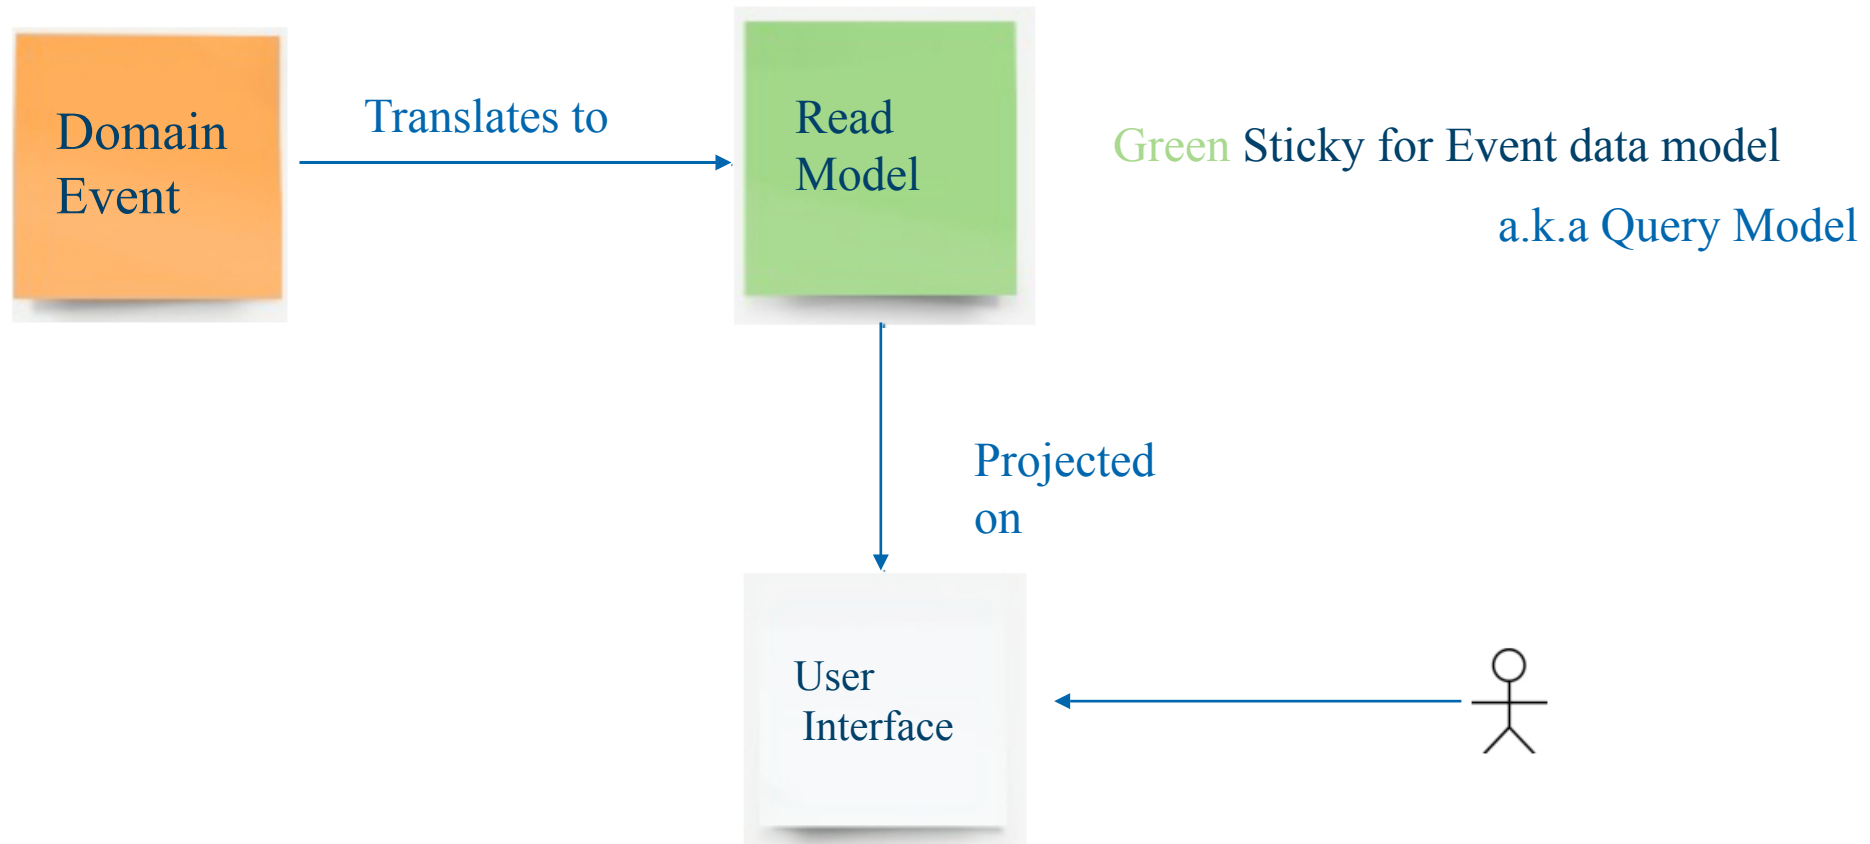 Domain
Event
Translates to
Read
Model
Green Sticky for Event data model
a.k.a Query Model
Projected
on
User
Interface